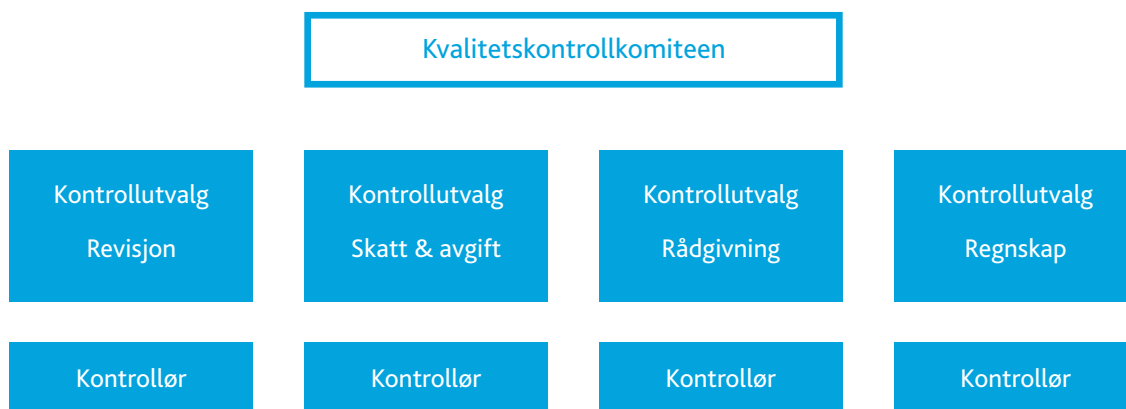 Kvalitetskontrollkomiteen
Kontrollutvalg
Revisjon
Kontrollutvalg
Skatt & avgift
Kontrollutvalg
Rådgivning
Kontrollutvalg
Regnskap
Kontrollør
Kontrollør
Kontrollør
Kontrollør